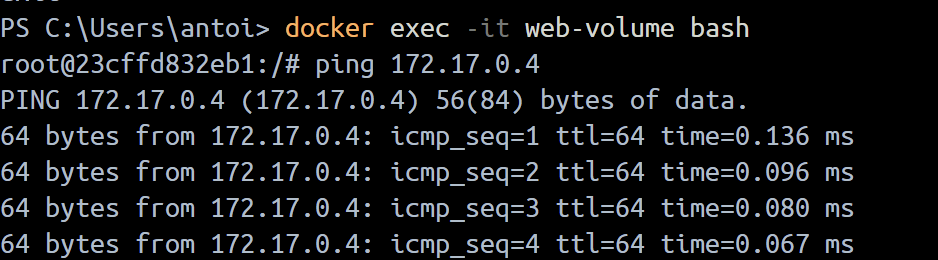 PS C:\Users\antoi> docker exec -it web-volume bash
root@23cffd832eb1:/# ping 172.17.0.4
PING 172.17.0.4 (172.17.0.4) 56(84) bytes of data.
64 bytes from 172.17.0.4: icmp_seq=1 ttl=64 time=0.136 ms
64 bytes from 172.17.0.4: icmp_seq=2 ttl=64 time=0.096 ms
64 bytes from 172.17.0.4: icmp_seq=3 ttl=64 time=0.080 ms
64 bytes from 172.17.0.4: icmp_seq=4 ttl=64 time=0.067 ms